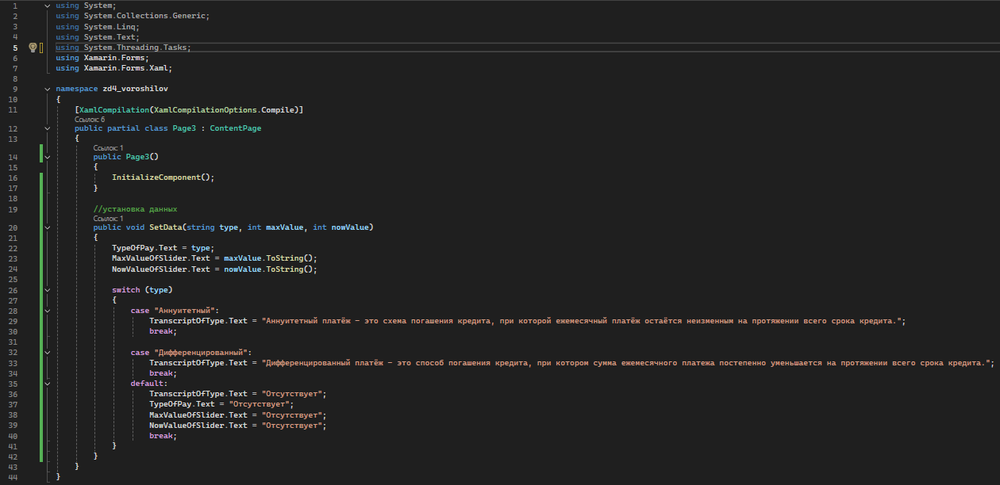 1 using System;
2 using System.Collections.Generic;
3 using System.Linq;
4 using System.Text;
5 using System.Threading.Tasks;
6 using Xamarin.Forms;
7 using Xamarin.Forms.Xaml;
8
9 namespace zd4_voroshilov
10 {
11 [XamlCompilation(XamlCompilationOptions.Compile)]
Ссылок: 6
12 public partial class Page3 : ContentPage
13 {
Ссылок: 1
14 public Page3()
15 {
16 InitializeComponent();
17 }
18
19 //установка данных
Ссылок: 1
20 public void SetData(string type, int maxValue, int nowValue)
21 {
22 TypeOfPay.Text = type;
23 MaxValueOfSlider.Text = maxValue.ToString();
24 NowValueOfSlider.Text = nowValue.ToString();
25
26 switch (type)
27 {
28 case "Аннуитетный":
29 TranscriptOfType.Text = "Аннуитетный платёж – это схема погашения кредита, при которой ежемесячный платёж остаётся неизменным на протяжении всего срока кредита.";
30 break;
31
32 case "Дифференцированный":
33 TranscriptOfType.Text = "Дифференцированный платёж – это способ погашения кредита, при котором сумма ежемесячного платежа постепенно уменьшается на протяжении всего срока кредита.";
34 break;
35 default:
36 TranscriptOfType.Text = "Отсутствует";
37 TypeOfPay.Text = "Отсутствует";
38 MaxValueOfSlider.Text = "Отсутствует";
39 NowValueOfSlider.Text = "Отсутствует";
40 break;
41 }
42 }
43 }
44 }